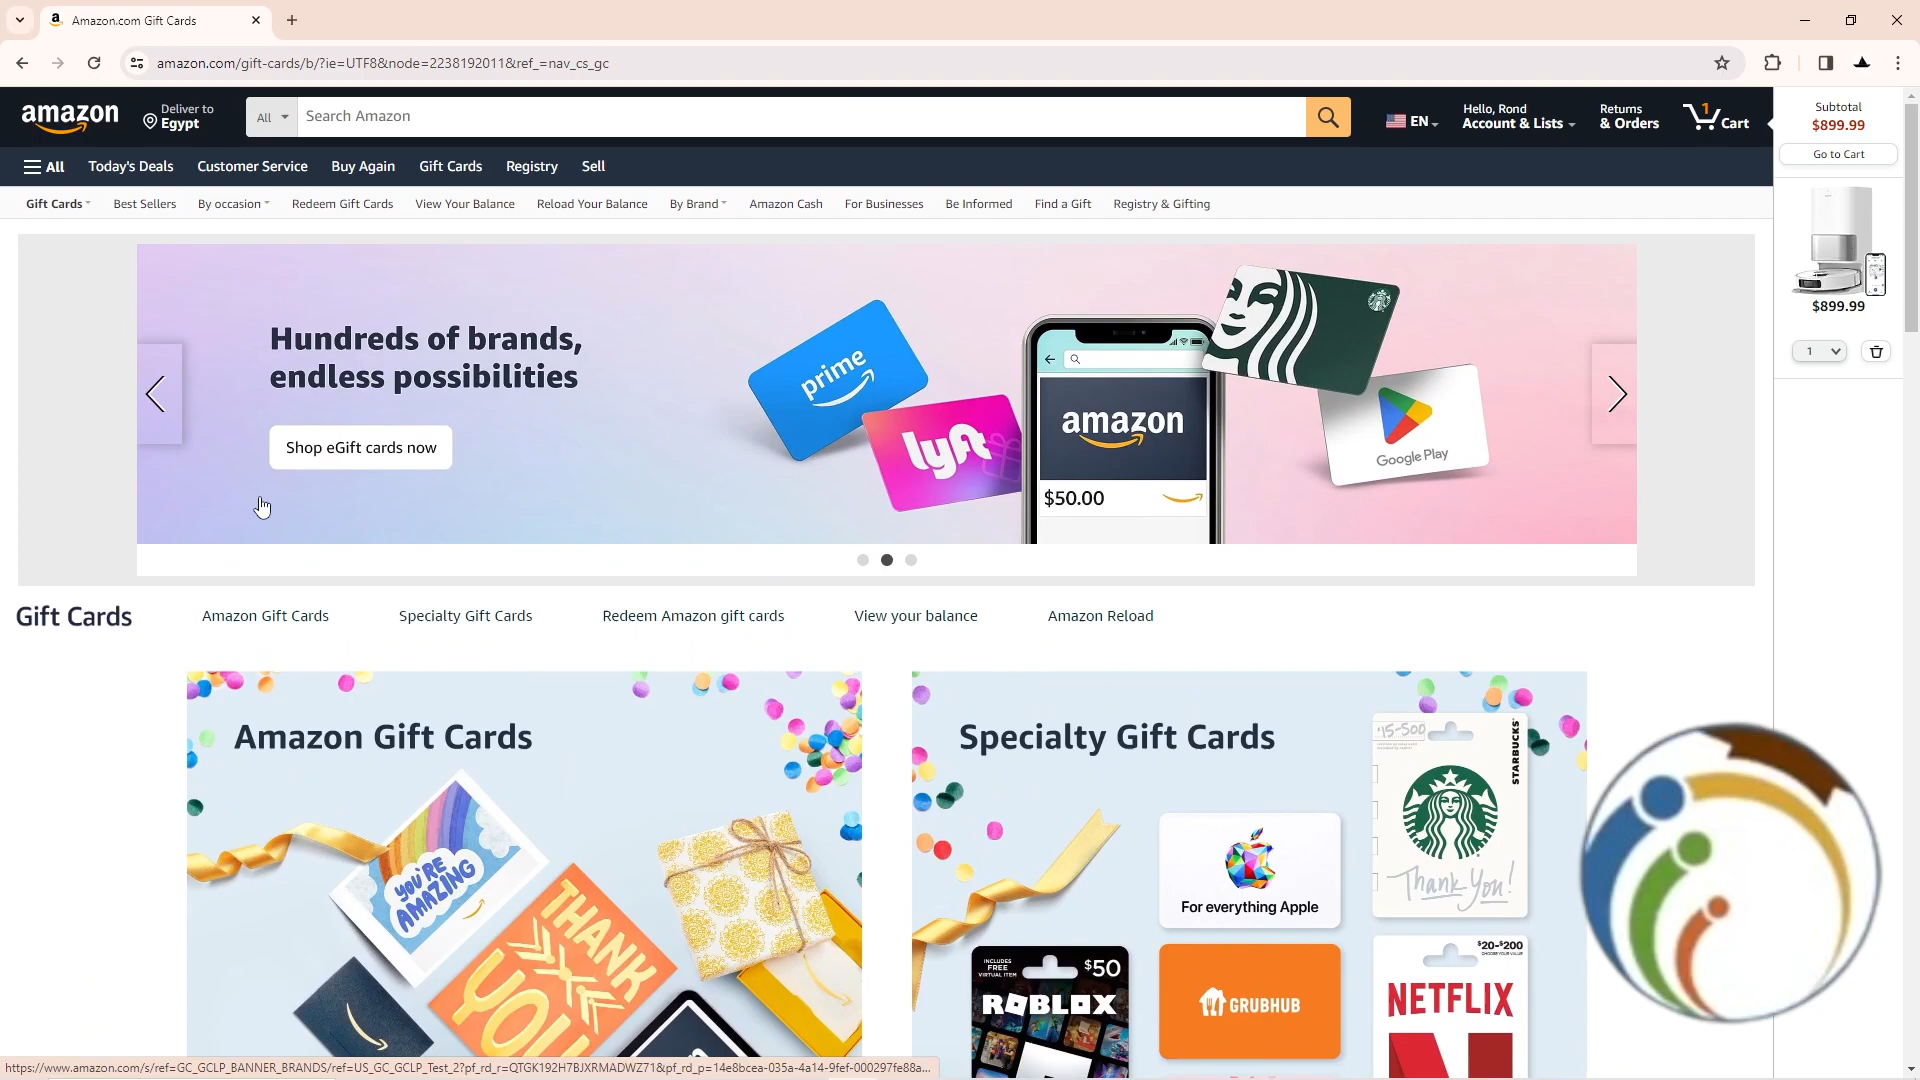 Amazon.com Gift Cards
amazon.com/gift-cards/b/?ie=UTF8&node=2238192011&ref_=nav_cs_gc
amazon
Deliver to
Egypt
All
Search Amazon
EN
Hello, Rond
Account & Lists
Returns
& Orders
1
Cart
Subtotal
$899.99
Go to Cart
All
Today's Deals
Customer Service
Buy Again
Gift Cards
Registry
Sell
Gift Cards
Best Sellers
By occasion
Redeem Gift Cards
View Your Balance
Reload Your Balance
By Brand
Amazon Cash
For Businesses
Be Informed
Find a Gift
Registry & Gifting
$899.99
1
Hundreds of brands,
endless possibilities
Shop eGift cards now
prime
lyft
amazon
$50.00
Google Play
Gift Cards
Amazon Gift Cards
Specialty Gift Cards
Redeem Amazon gift cards
View your balance
Amazon Reload
Amazon Gift Cards
YOU'RE
AMAZING
THANK
YOU
Specialty Gift Cards
$15-500
STARBUCKS
Thank You!
For everything Apple
INCLUDES
FREE
VIRTUAL ITEM
$50
ROBLOX
GRUBHUB
$20-$200
NETFLIX
https://www.amazon.com/s/ref=GC_GCLP_BANNER_BRANDS/ref=US_GC_GCLP_Test_2?pf_rd_r=QTGK192H7BJXRMADWZ71&pf_rd_p=14e8bcea-035a-4a14-9fef-000297fe88a...